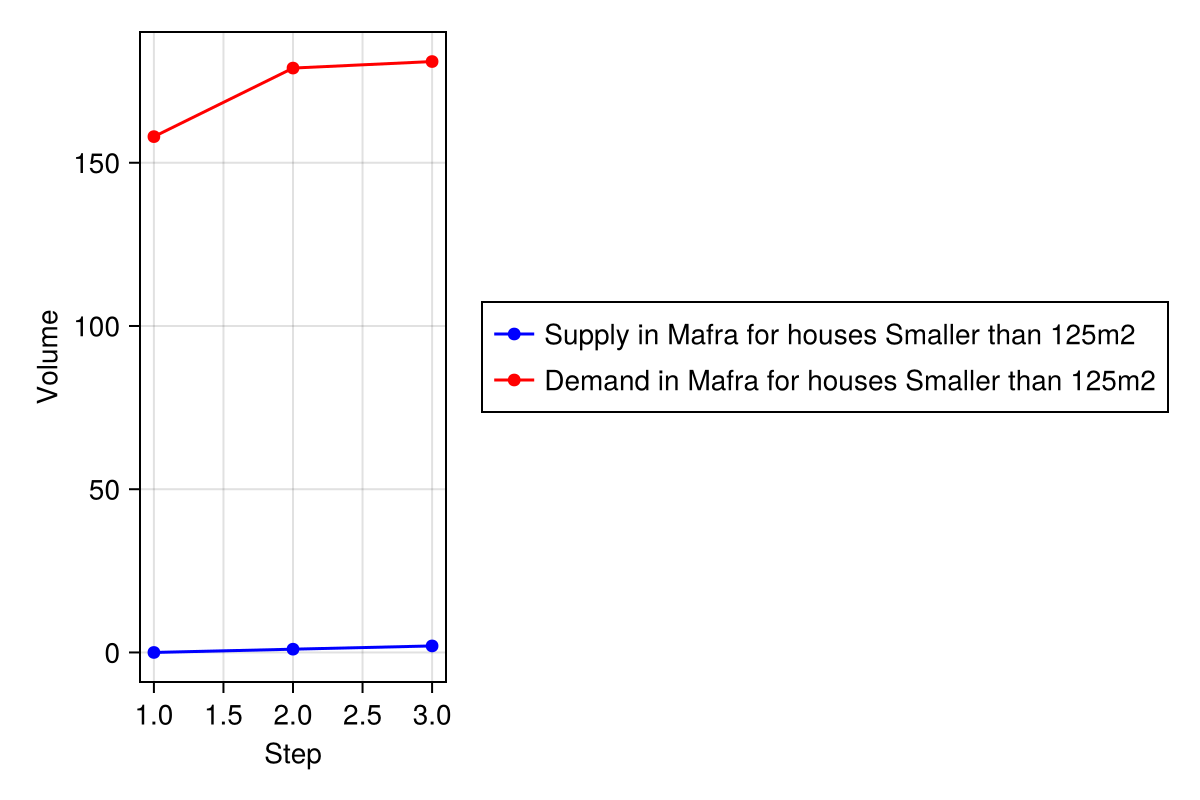 150
100
50
0
Volume
1.0 1.5 2.0 2.5 3.0
Step
Supply in Mafra for houses Smaller than 125m2
Demand in Mafra for houses Smaller than 125m2